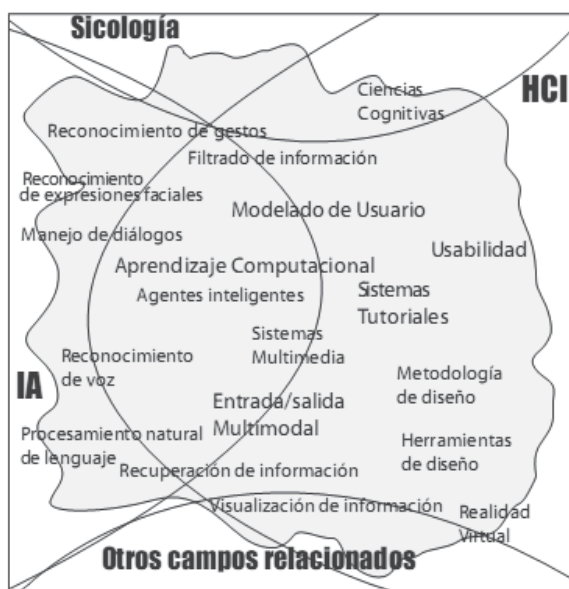 Sicología
HCI
Ciencias
Cognitivas
Reconocimiento de gestos
Filtrado de información
Reconocimiento
de expresiones faciales
Modelado de Usuario
Manejo de diálogos
Usabilidad
Aprendizaje Computacional
Agentes inteligentes
Sistemas
Tutoriales
Sistemas
Multimedia
Reconocimiento
de voz
IA
Metodología
de diseño
Entrada/salida
Multimodal
Procesamiento natural
de lenguaje
Herramientas
de diseño
Recuperación de información
Visualización de información
Realidad
Virtual
Otros campos relacionados